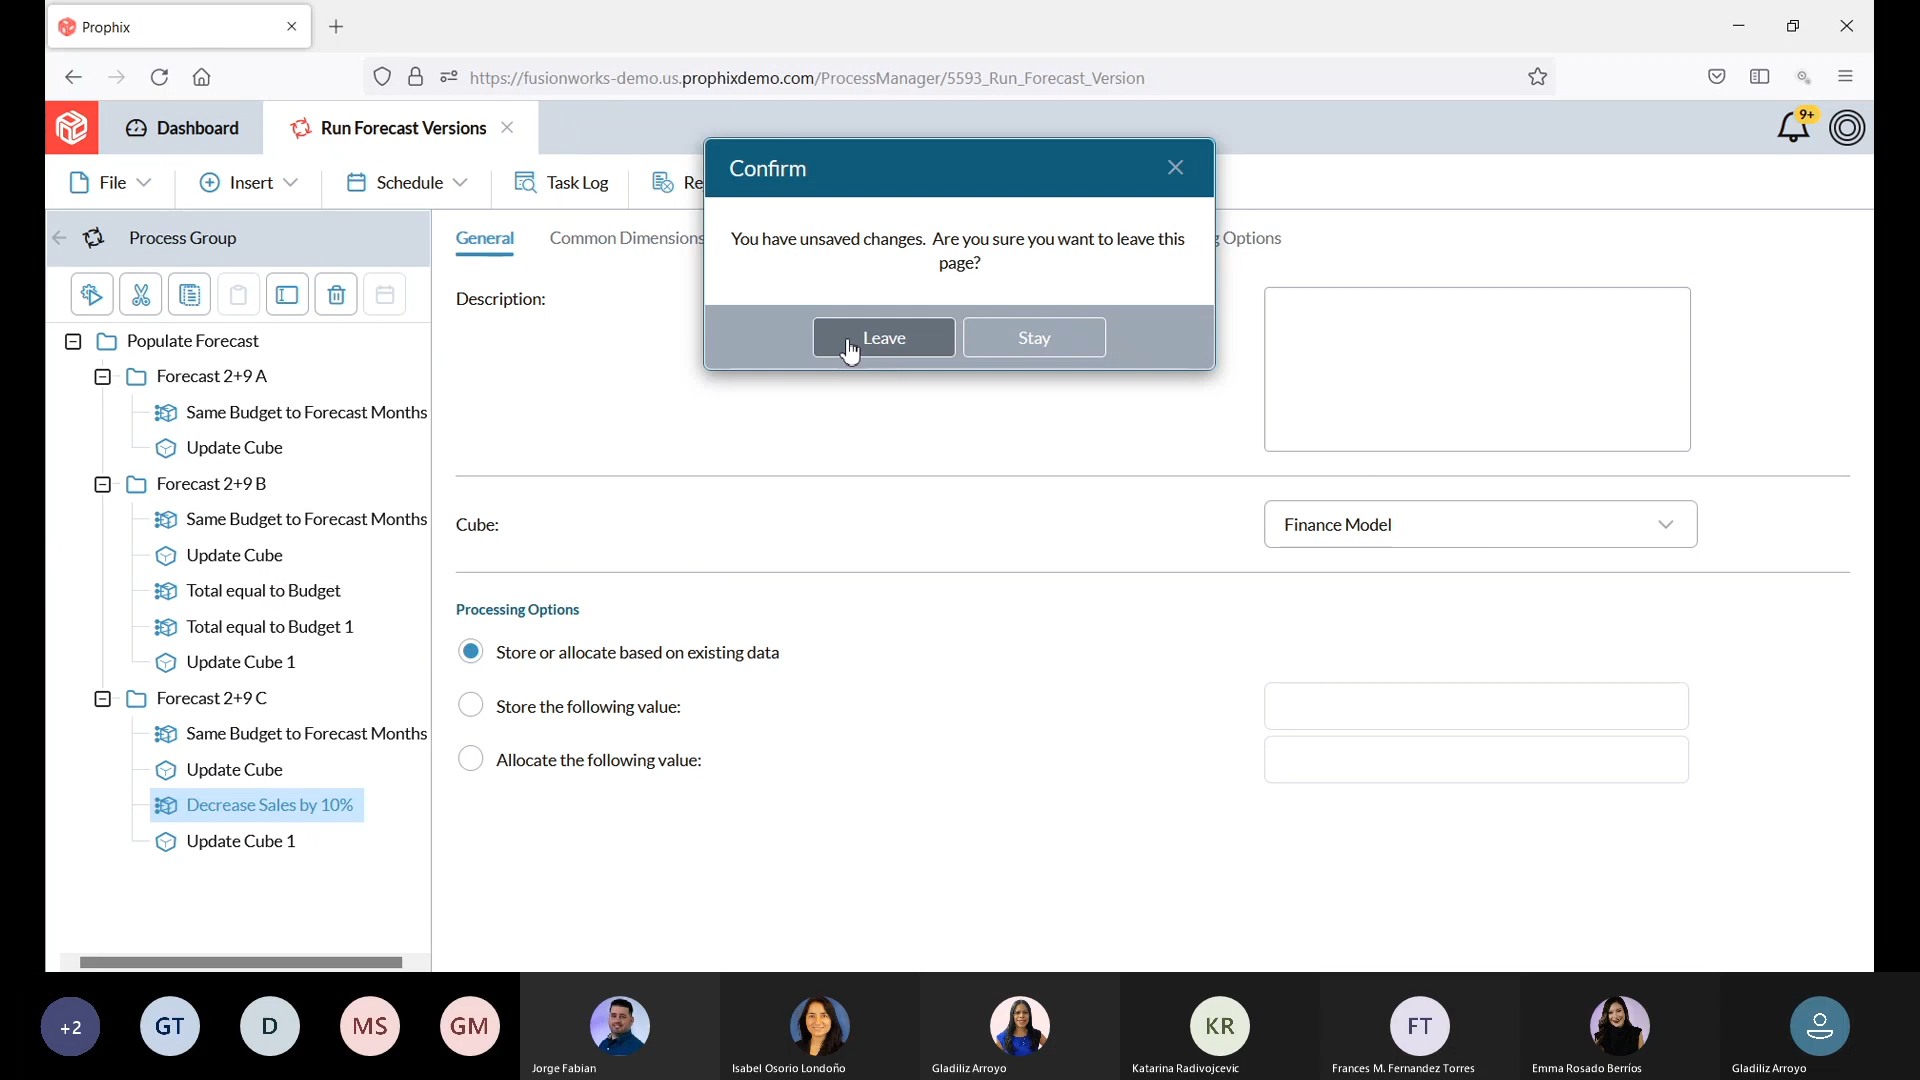 Prophix
https://fusionworks-demo.us.prophixdemo.com/ProcessManager/5593_Run_Forecast_Version
Dashboard
Run Forecast Versions
9+
File
Insert
Schedule
Task Log
Re
Confirm
You have unsaved changes. Are you sure you want to leave this
page?
Leave
Stay
Process Group
General
Common Dimensions
g Options
Populate Forecast
Forecast 2+9 A
Same Budget to Forecast Months
Update Cube
Forecast 2+9 B
Same Budget to Forecast Months
Update Cube
Total equal to Budget
Total equal to Budget 1
Update Cube 1
Forecast 2+9 C
Same Budget to Forecast Months
Update Cube
Decrease Sales by 10%
Update Cube 1
Description:
Cube:
Finance Model
Processing Options
Store or allocate based on existing data
Store the following value:
Allocate the following value:
+2
GT
D
MS
GM
KR
FT
Jorge Fabian
Isabel Osorio Londoño
Gladiliz Arroyo
Katarina Radivojcevic
Frances M. Fernandez Torres
Emma Rosado Berríos
Gladiliz Arroyo